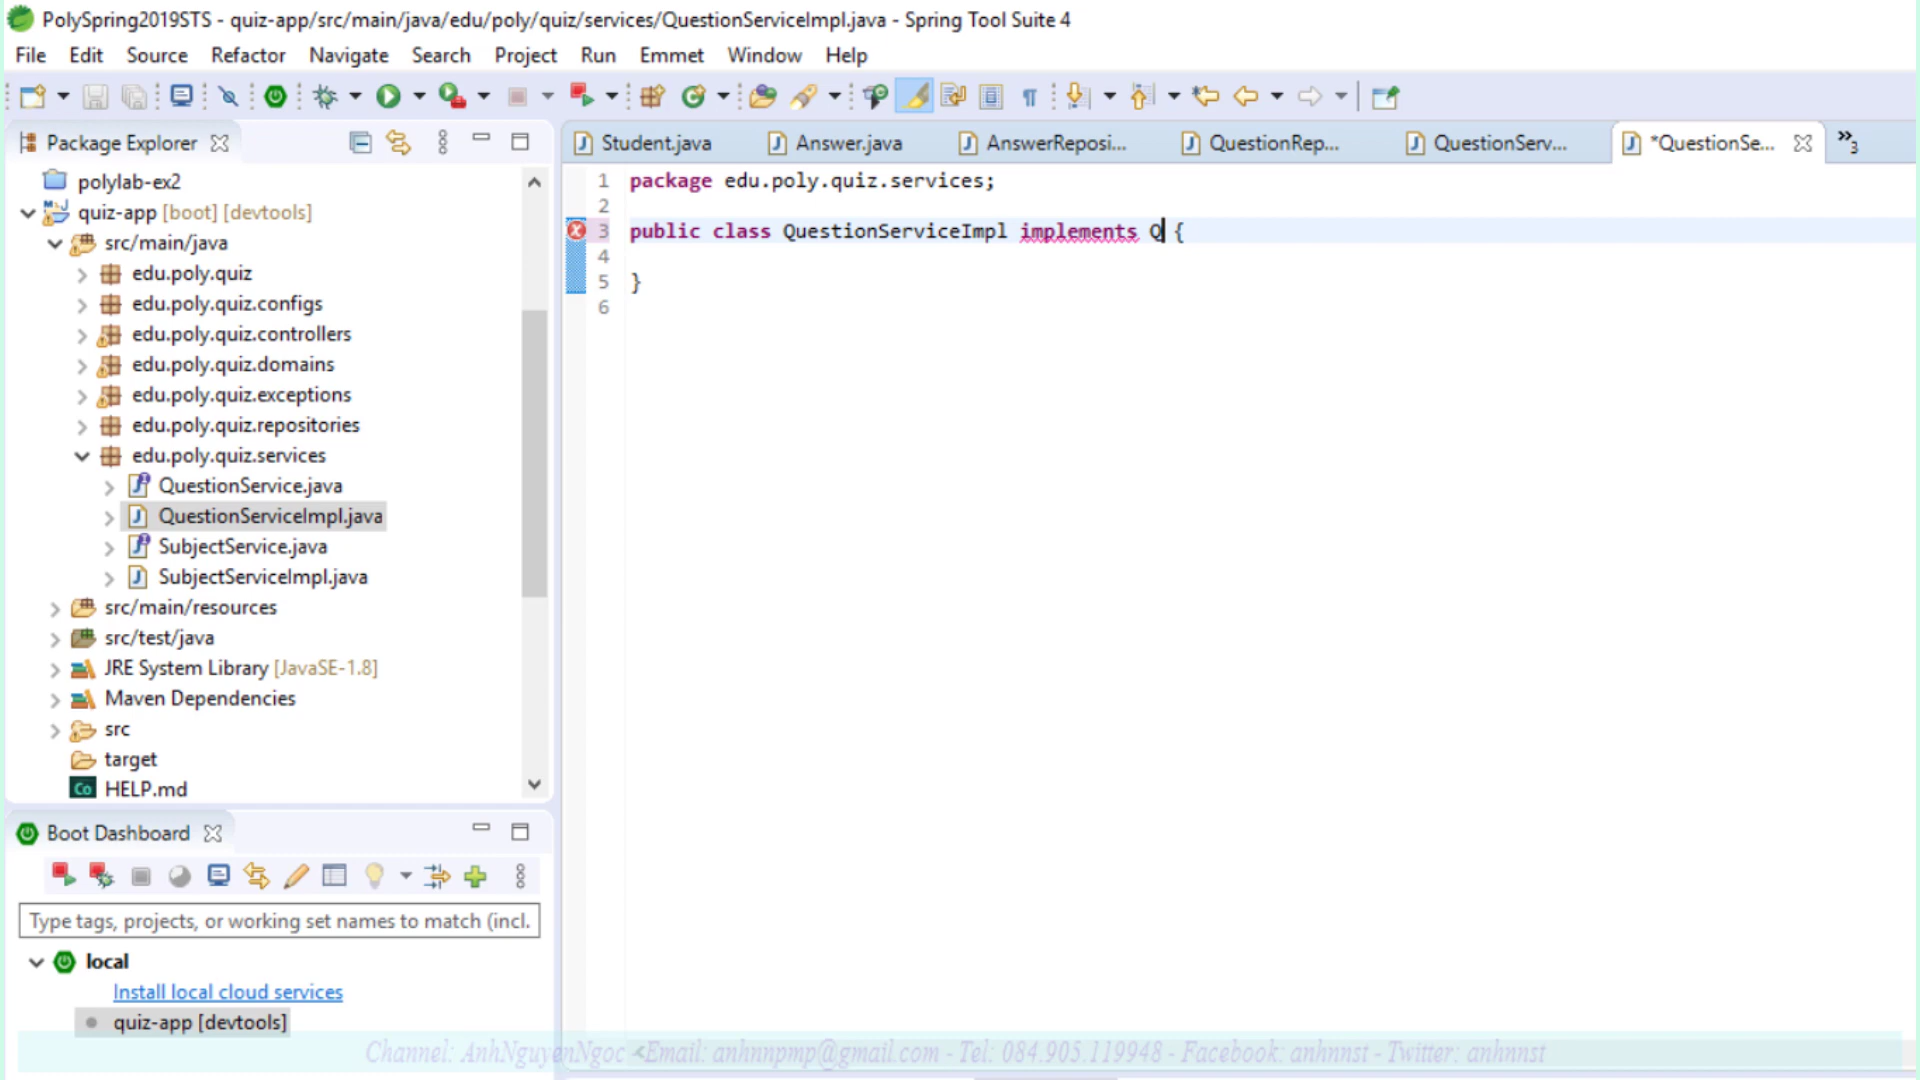 PolySpring2019STS - quiz-app/src/main/java/edu/poly/quiz/services/QuestionServiceImpl.java - Spring Tool Suite 4
File Edit Source Refactor Navigate Search Project Run Emmet Window Help
Package Explorer
Student.java Answer.java AnswerReposi... QuestionRep... QuestionServ... *QuestionSe... »3
polylab-ex2
quiz-app [boot] [devtools]
src/main/java
edu.poly.quiz
edu.poly.quiz.configs
edu.poly.quiz.controllers
edu.poly.quiz.domains
edu.poly.quiz.exceptions
edu.poly.quiz.repositories
edu.poly.quiz.services
QuestionService.java
QuestionServiceImpl.java
SubjectService.java
SubjectServiceImpl.java
src/main/resources
src/test/java
JRE System Library [JavaSE-1.8]
Maven Dependencies
src
target
HELP.md
1 package edu.poly.quiz.services;
2
3 public class QuestionServiceImpl implements Q {
4
5 }
6
Boot Dashboard
Type tags, projects, or working set names to match (incl.
local
Install local cloud services
quiz-app [devtools]
Channel: AnhNguyenNgoc <Email: anhnnpmp@gmail.com - Tel: 084.905.119948 - Facebook: anhnnst - Twitter: anhnnst